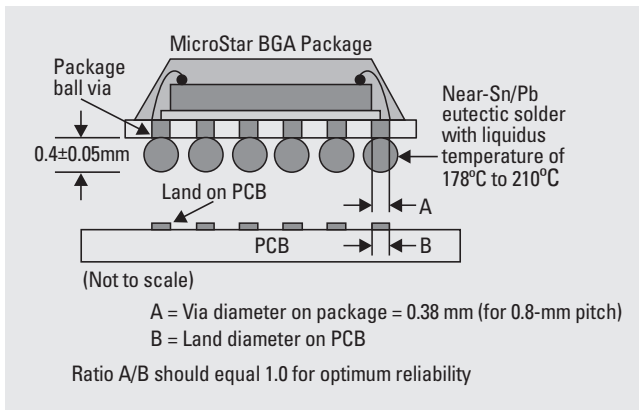 MicroStar BGA Package
Package
ball via
Near-Sn/Pb
eutectic solder
with liquidus
temperature of
178ºC to 210ºC
0.4±0.05mm
Land on PCB
A
PCB
B
(Not to scale)
A = Via diameter on package = 0.38 mm (for 0.8-mm pitch)
B = Land diameter on PCB
Ratio A/B should equal 1.0 for optimum reliability